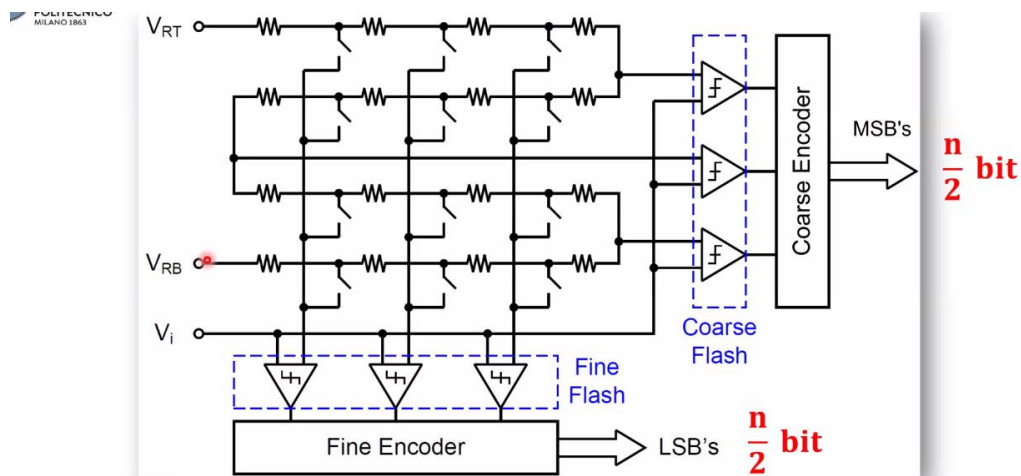 POLITECNICO
MILANO 1863
V_RT
V_RB
V_i
Coarse Flash
Coarse Encoder
MSB's
n/2 bit
Fine Flash
Fine Encoder
LSB's
n/2 bit